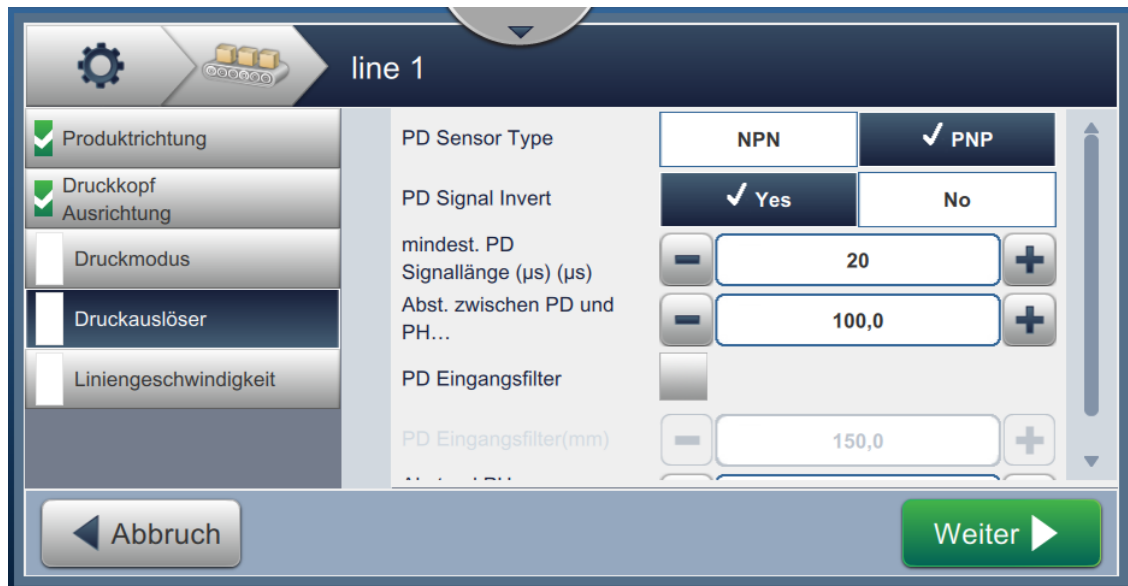 line 1
Produktrichtung
Druckkopf
Ausrichtung
Druckmodus
Druckauslöser
Liniengeschwindigkeit
PD Sensor Type
NPN
PNP
PD Signal Invert
Yes
No
mindest. PD
Signallänge (µs) (µs)
20
Abst. zwischen PD und
PH…
100,0
PD Eingangsfilter
PD Eingangsfilter(mm)
150,0
Abbruch
Weiter